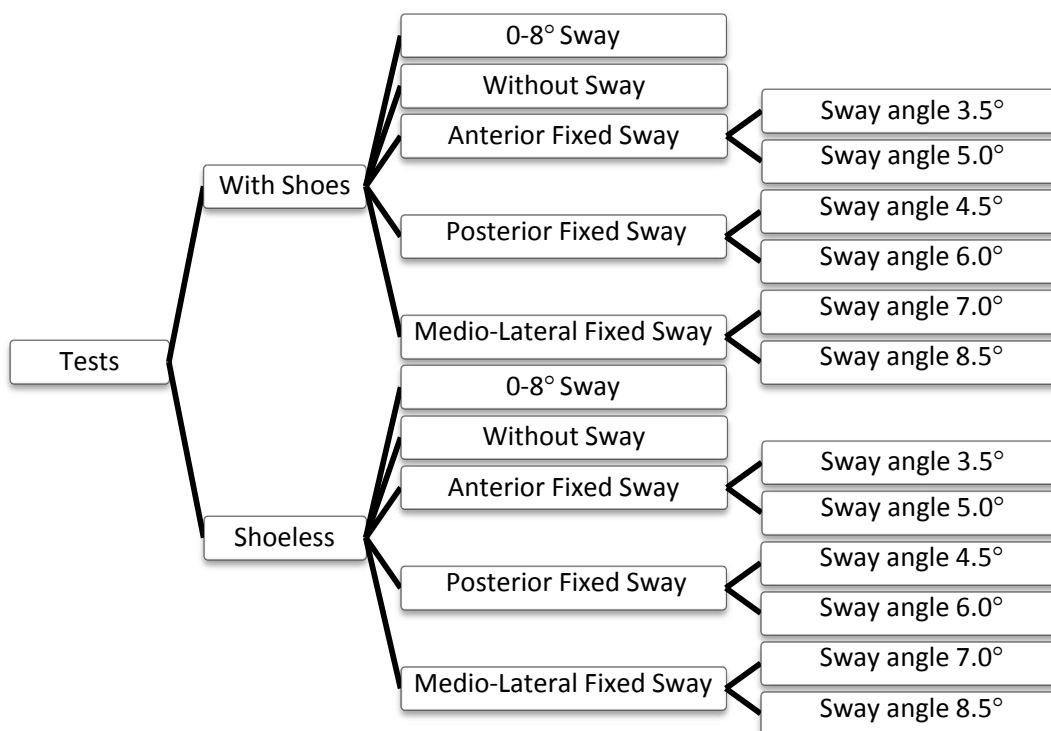 Tests
With Shoes
0-8° Sway
Without Sway
Anterior Fixed Sway
Sway angle 3.5°
Sway angle 5.0°
Posterior Fixed Sway
Sway angle 4.5°
Sway angle 6.0°
Medio-Lateral Fixed Sway
Sway angle 7.0°
Sway angle 8.5°
Shoeless
0-8° Sway
Without Sway
Anterior Fixed Sway
Sway angle 3.5°
Sway angle 5.0°
Posterior Fixed Sway
Sway angle 4.5°
Sway angle 6.0°
Medio-Lateral Fixed Sway
Sway angle 7.0°
Sway angle 8.5°